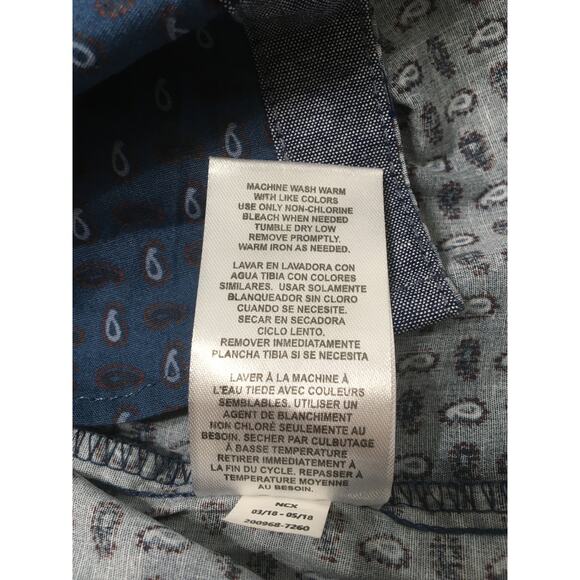 MACHINE WASH WARM
WITH LIKE COLORS
USE ONLY NON-CHLORINE
BLEACH WHEN NEEDED
TUMBLE DRY LOW
REMOVE PROMPTLY.
WARM IRON AS NEEDED.
LAVAR EN LAVADORA CON
AGUA TIBIA CON COLORES
SIMILARES. USAR SOLAMENTE
BLANQUEADOR SIN CLORO
CUANDO SE NECESITE.
SECAR EN SECADORA
CICLO LENTO.
REMOVER INMEDIATAMENTE
PLANCHA TIBIA SI SE NECESITA
LAVER À LA MACHINE À
L'EAU TIEDE AVEC COULEURS
SEMBLABLES. UTILISER UN
AGENT DE BLANCHIMENT
NON CHLORÉ SEULEMENT AU
BESOIN. SECHER PAR CULBUTAGE
À BASSE TEMPÉRATURE
RETIRER IMMÉDIATEMENT À
LA FIN DU CYCLE. REPASSER À
TEMPÉRATURE MOYENNE
AU BESOIN.
NCX
03/18 - 05/18
200968-7260